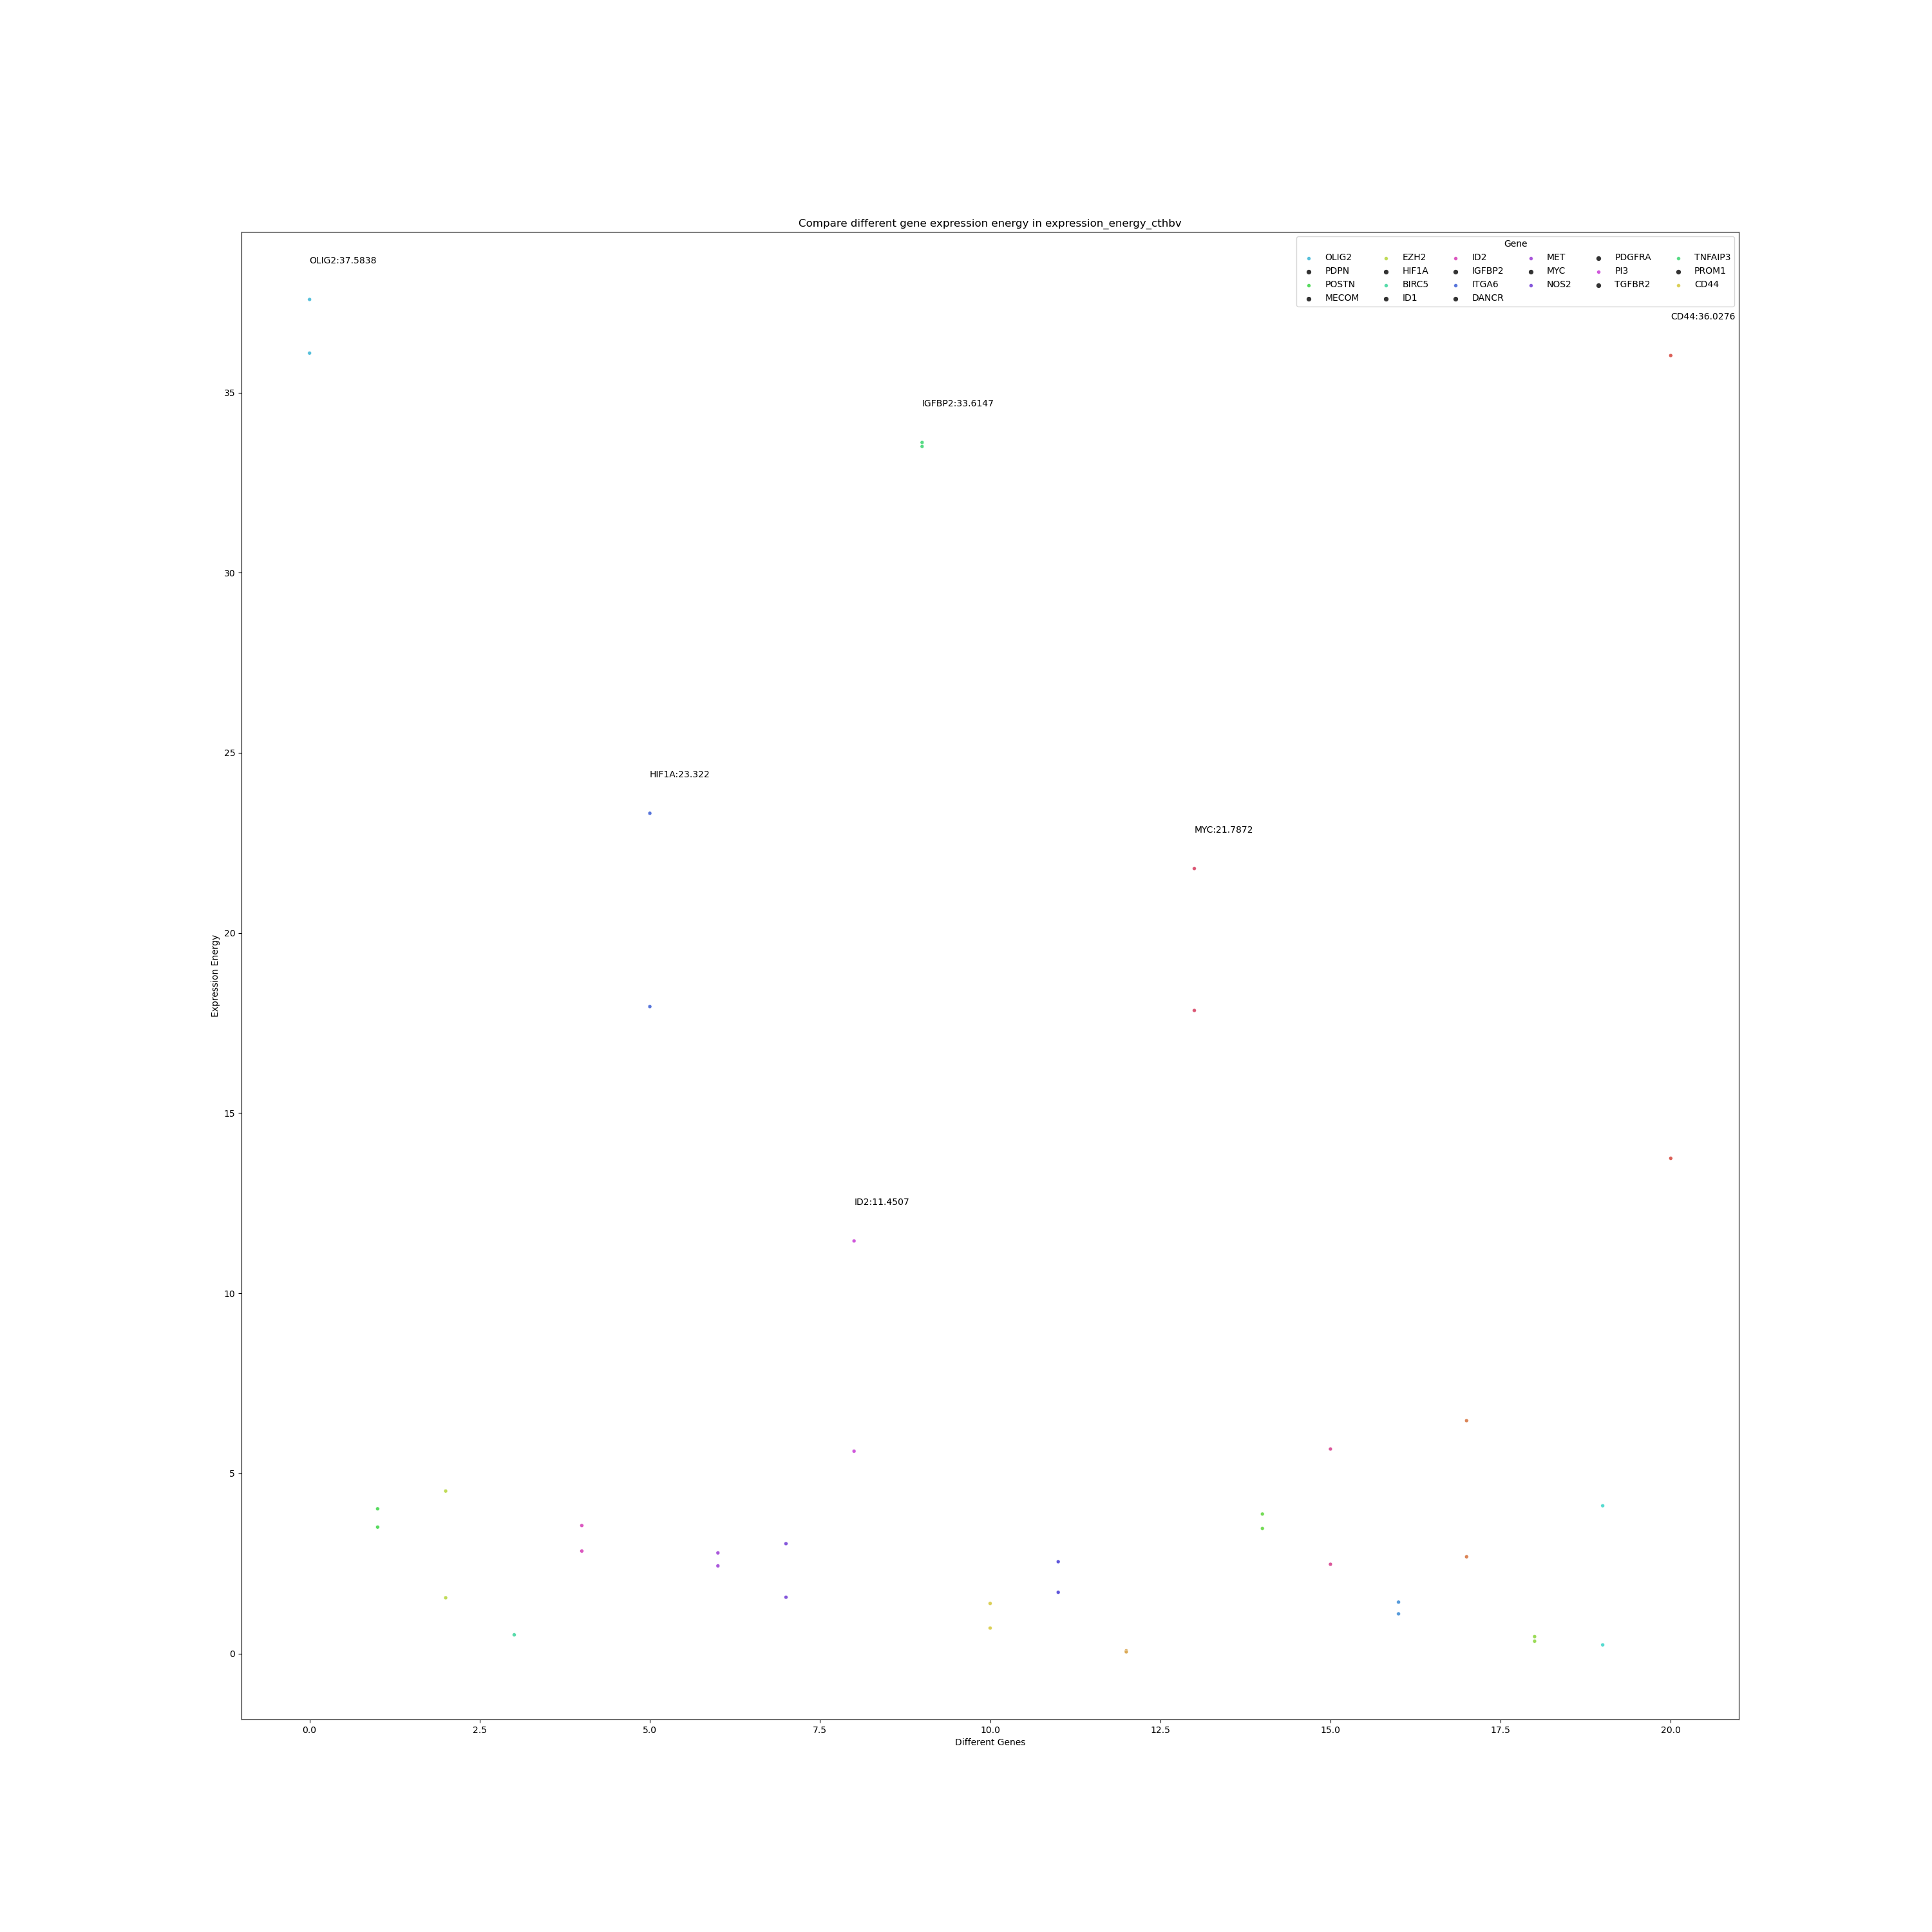 Compare different gene expression energy in expression_energy_cthbv
Gene
OLIG2 EZH2 ID2 MET PDGFRA TNFAIP3
PDPN HIF1A IGFBP2 MYC PI3 PROM1
POSTN BIRC5 ITGA6 NOS2 TGFBR2 CD44
MECOM ID1 DANCR
OLIG2:37.5838
CD44:36.0276
IGFBP2:33.6147
HIF1A:23.322
MYC:21.7872
ID2:11.4507
35
30
25
20
15
10
5
0
Expression Energy
0.0 2.5 5.0 7.5 10.0 12.5 15.0 17.5 20.0
Different Genes